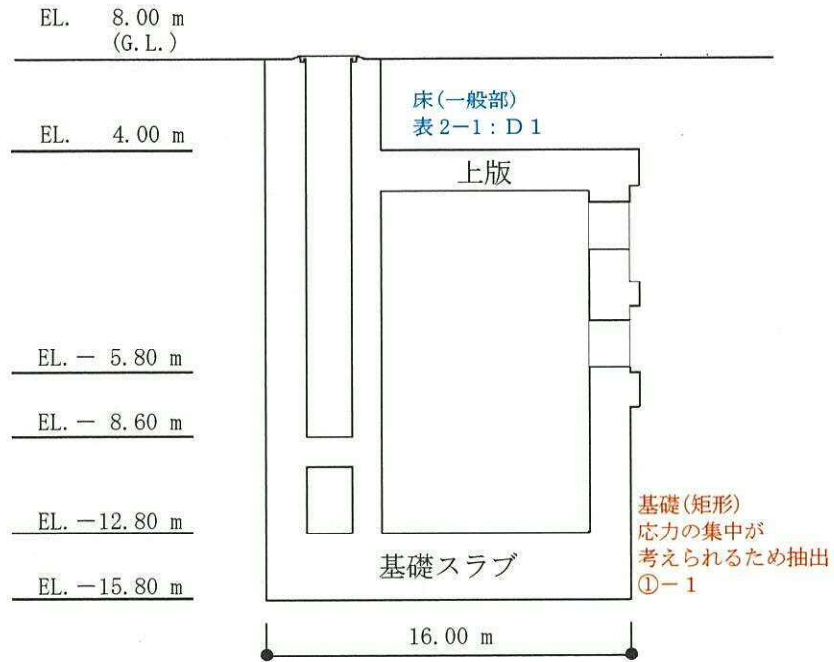 EL. 8.00 m
(G.L.)
床(一般部)
表2-1:D1
EL. 4.00 m
上版
EL.- 5.80 m
EL.- 8.60 m
基礎(矩形)
応力の集中が
考えられるため抽出
①-1
EL.-12.80 m
基礎スラブ
EL.-15.80 m
16.00 m